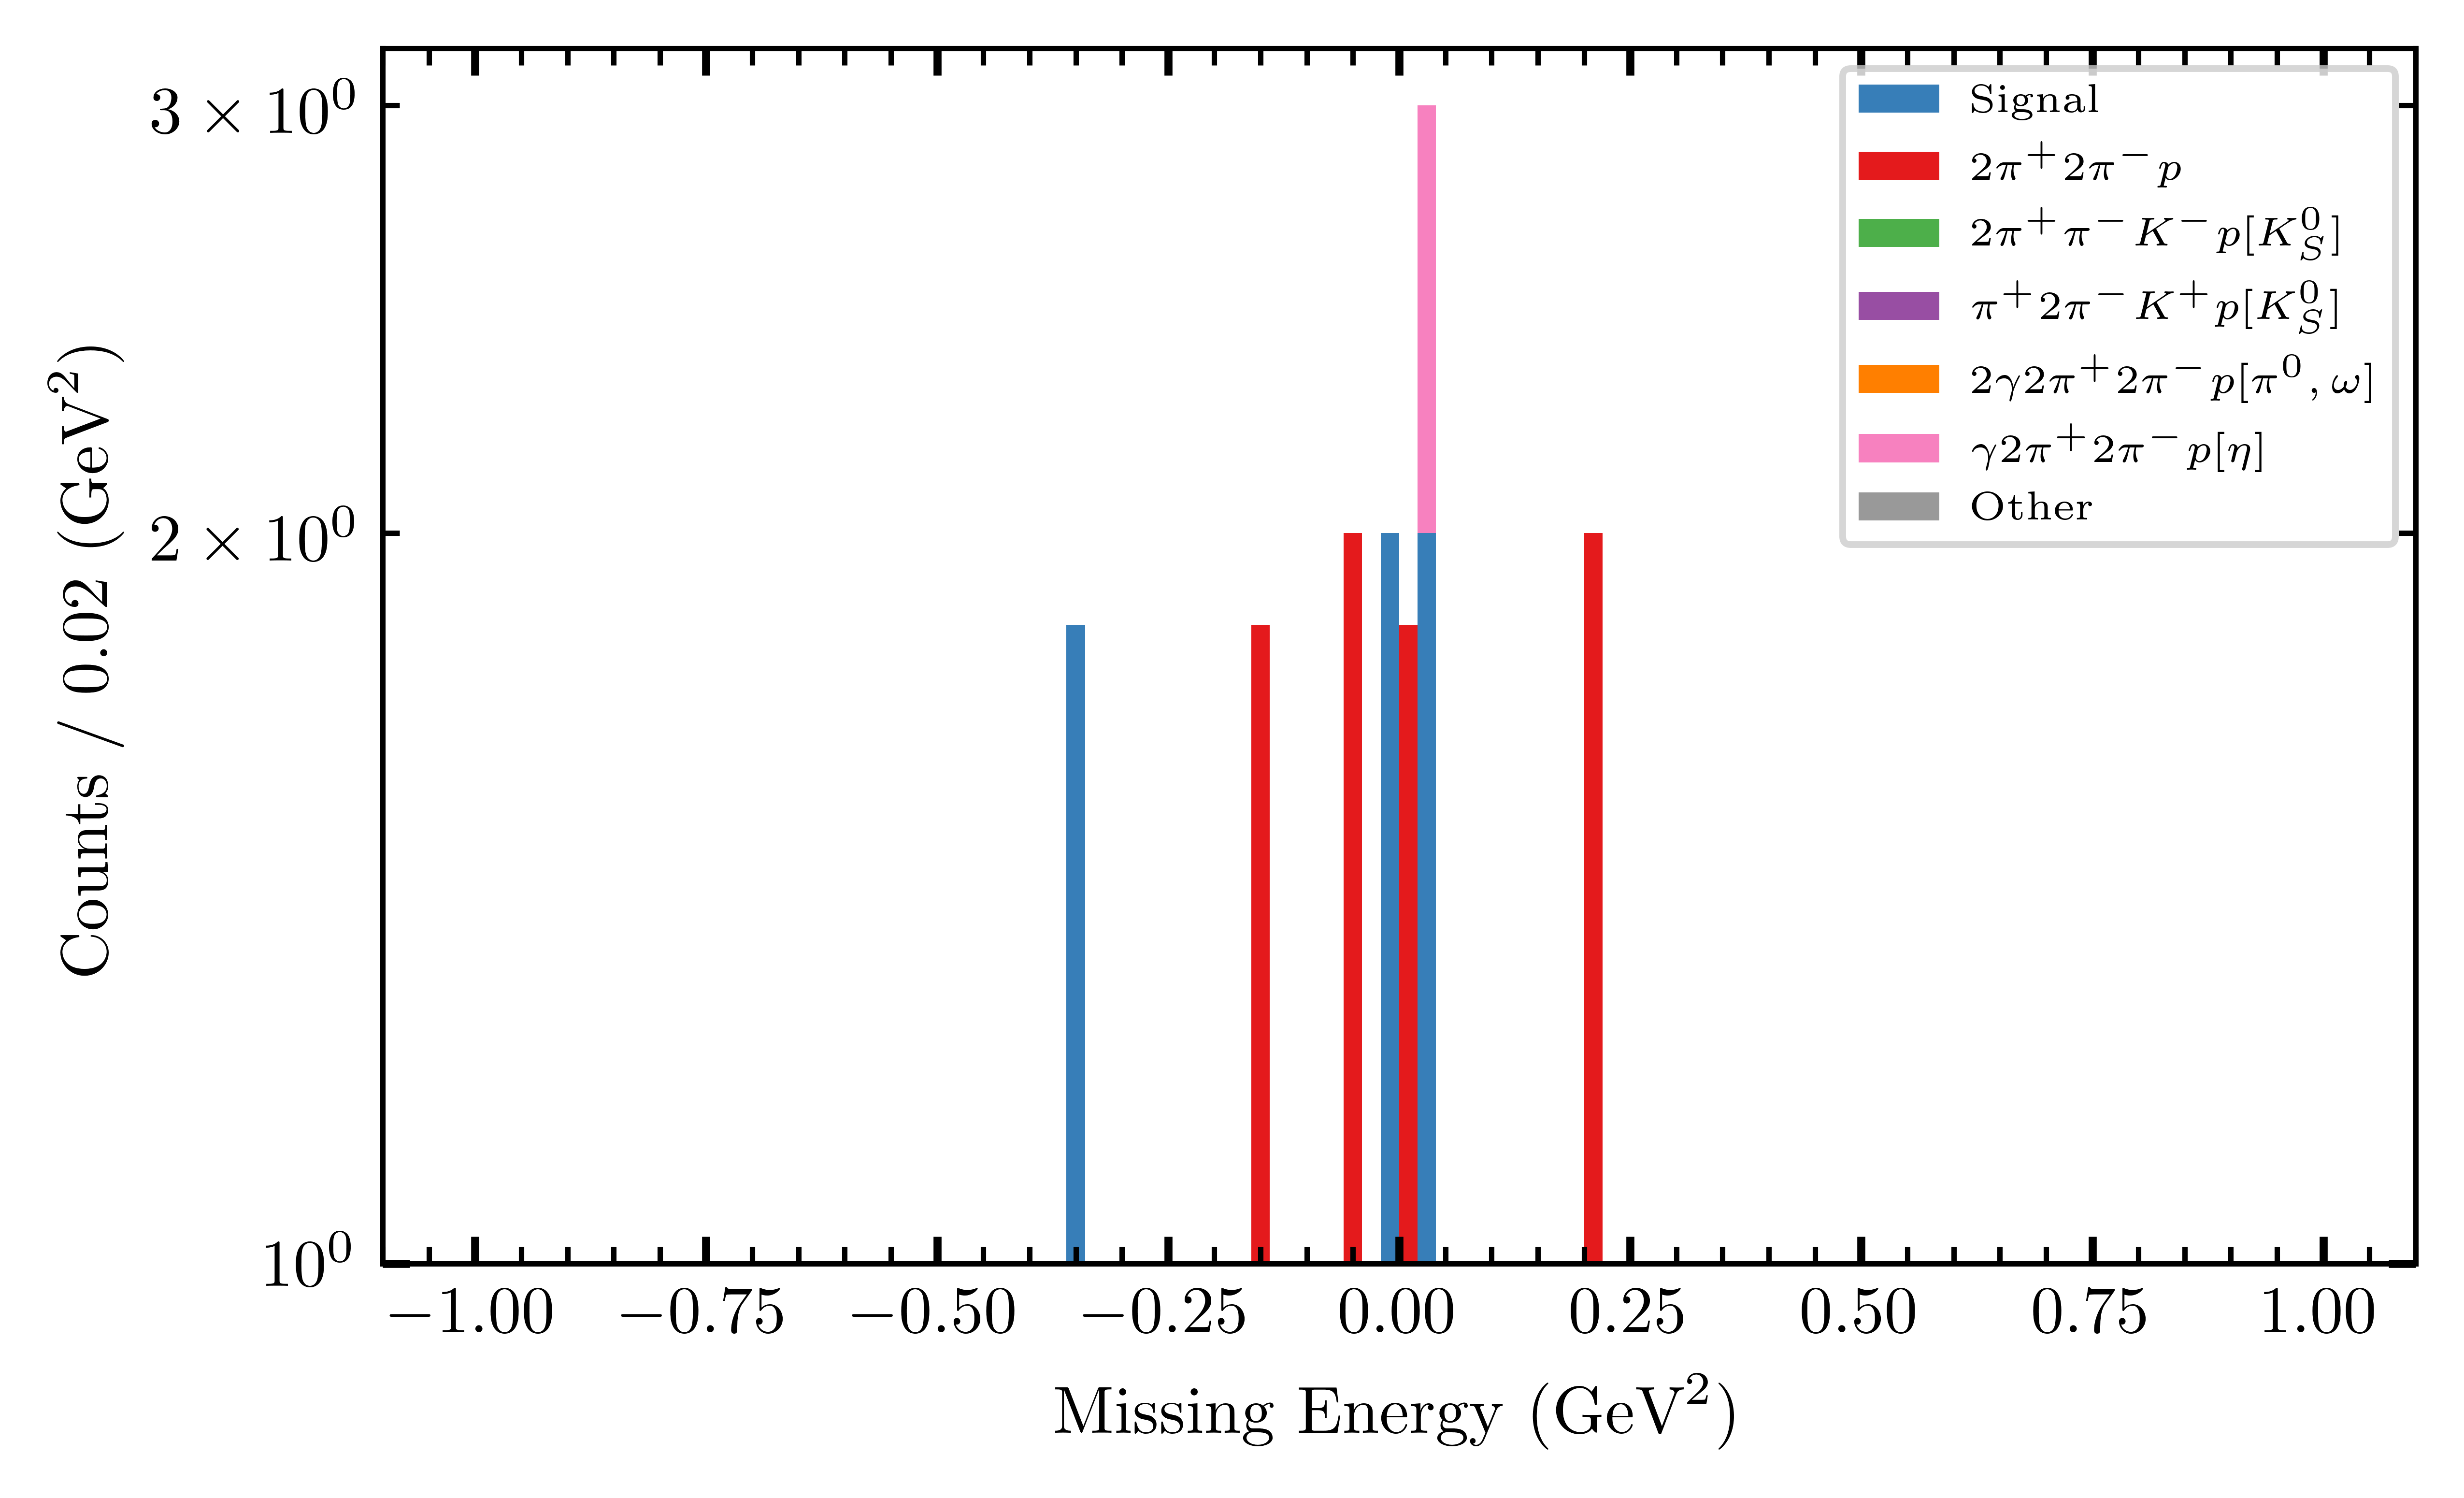 Counts / 0.02 (GeV²)
3 × 10⁰
2 × 10⁰
10⁰
Signal
2π⁺2π⁻p
2π⁺π⁻K⁻p[K⁰_S]
π⁺2π⁻K⁺p[K⁰_S]
2γ2π⁺2π⁻p[π⁰, ω]
γ2π⁺2π⁻p[η]
Other
−1.00 −0.75 −0.50 −0.25 0.00 0.25 0.50 0.75 1.00
Missing Energy (GeV²)